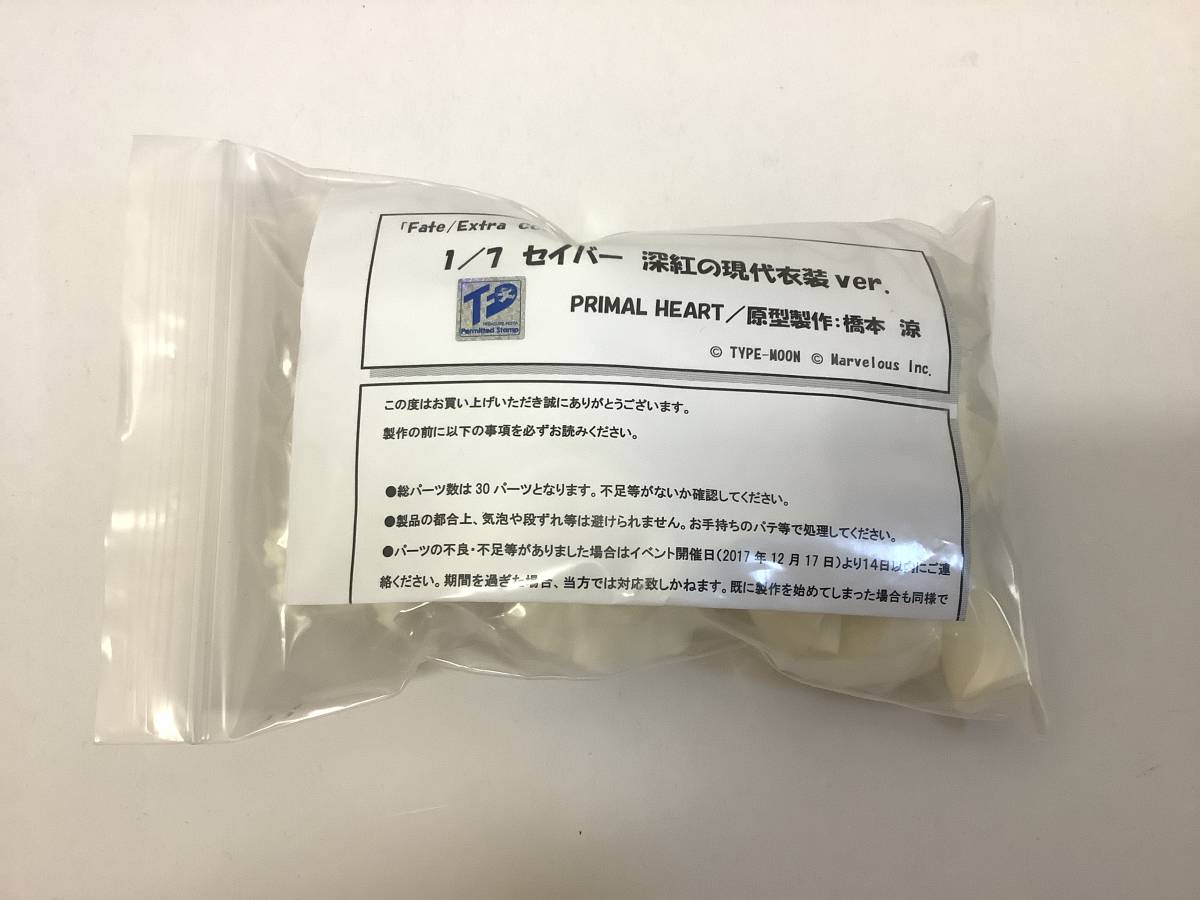 「Fate/Extra
1/7 セイバー 深紅の現代衣装ver.
TF
TREASURE FESTA
Permitted Stamp
PRIMAL HEART/原型製作:橋本 涼
© TYPE-MOON © Marvelous Inc.
この度はお買い上げいただき誠にありがとうございます。
製作の前に以下の事項を必ずお読みください。
●総パーツ数は30パーツとなります。不足等がないか確認してください。
●製品の都合上、気泡や段ずれ等は避けられません。お手持ちのパテ等で処理してください。
●パーツの不良・不足等がありました場合はイベント開催日(2017年12月17日)より14日以内にご連
絡ください。期間を過ぎた場合、当方では対応致しかねます。既に製作を始めてしまった場合も同様で